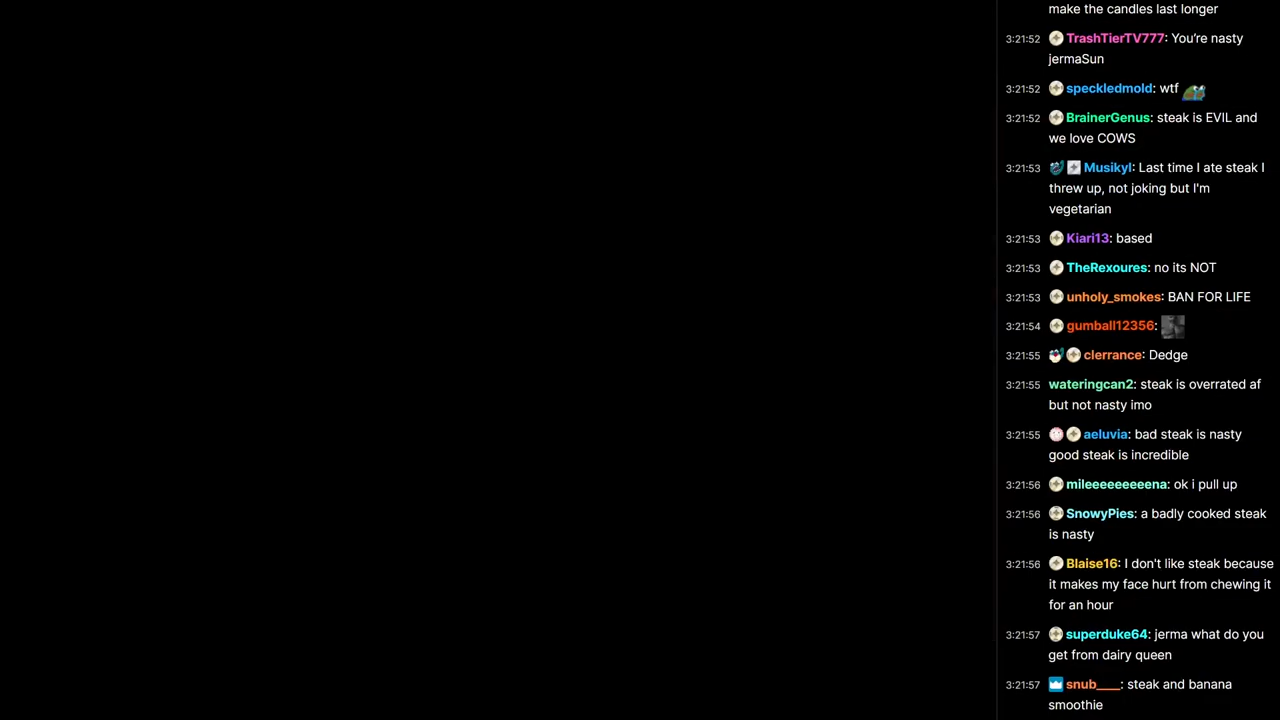 make the candles last longer
3:21:52 TrashTierTV777: You're nasty
jermaSun
3:21:52 speckledmold: wtf
3:21:52 BrainerGenus: steak is EVIL and
we love COWS
3:21:53 Musikyl: Last time I ate steak I
threw up, not joking but I'm
vegetarian
3:21:53 Kiari13: based
3:21:53 TheRexoures: no its NOT
3:21:53 unholy_smokes: BAN FOR LIFE
3:21:54 gumball12356:
3:21:55 clerrance: Dedge
3:21:55 wateringcan2: steak is overrated af
but not nasty imo
3:21:55 aeluvia: bad steak is nasty
good steak is incredible
3:21:56 mileeeeeeeeena: ok i pull up
3:21:56 SnowyPies: a badly cooked steak
is nasty
3:21:56 Blaise16: I don't like steak because
it makes my face hurt from chewing it
for an hour
3:21:57 superduke64: jerma what do you
get from dairy queen
3:21:57 snub____: steak and banana
smoothie